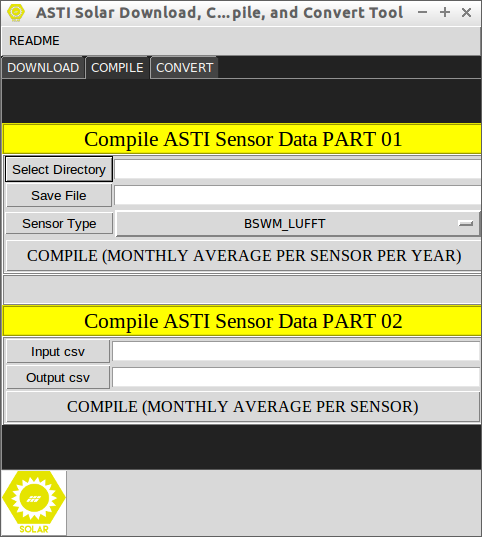 ASTI Solar Download, C...pile, and Convert Tool
README
DOWNLOAD COMPILE CONVERT
Compile ASTI Sensor Data PART 01
Select Directory
Save File
Sensor Type BSWM_LUFFT
COMPILE (MONTHLY AVERAGE PER SENSOR PER YEAR)
Compile ASTI Sensor Data PART 02
Input csv
Output csv
COMPILE (MONTHLY AVERAGE PER SENSOR)
SOLAR